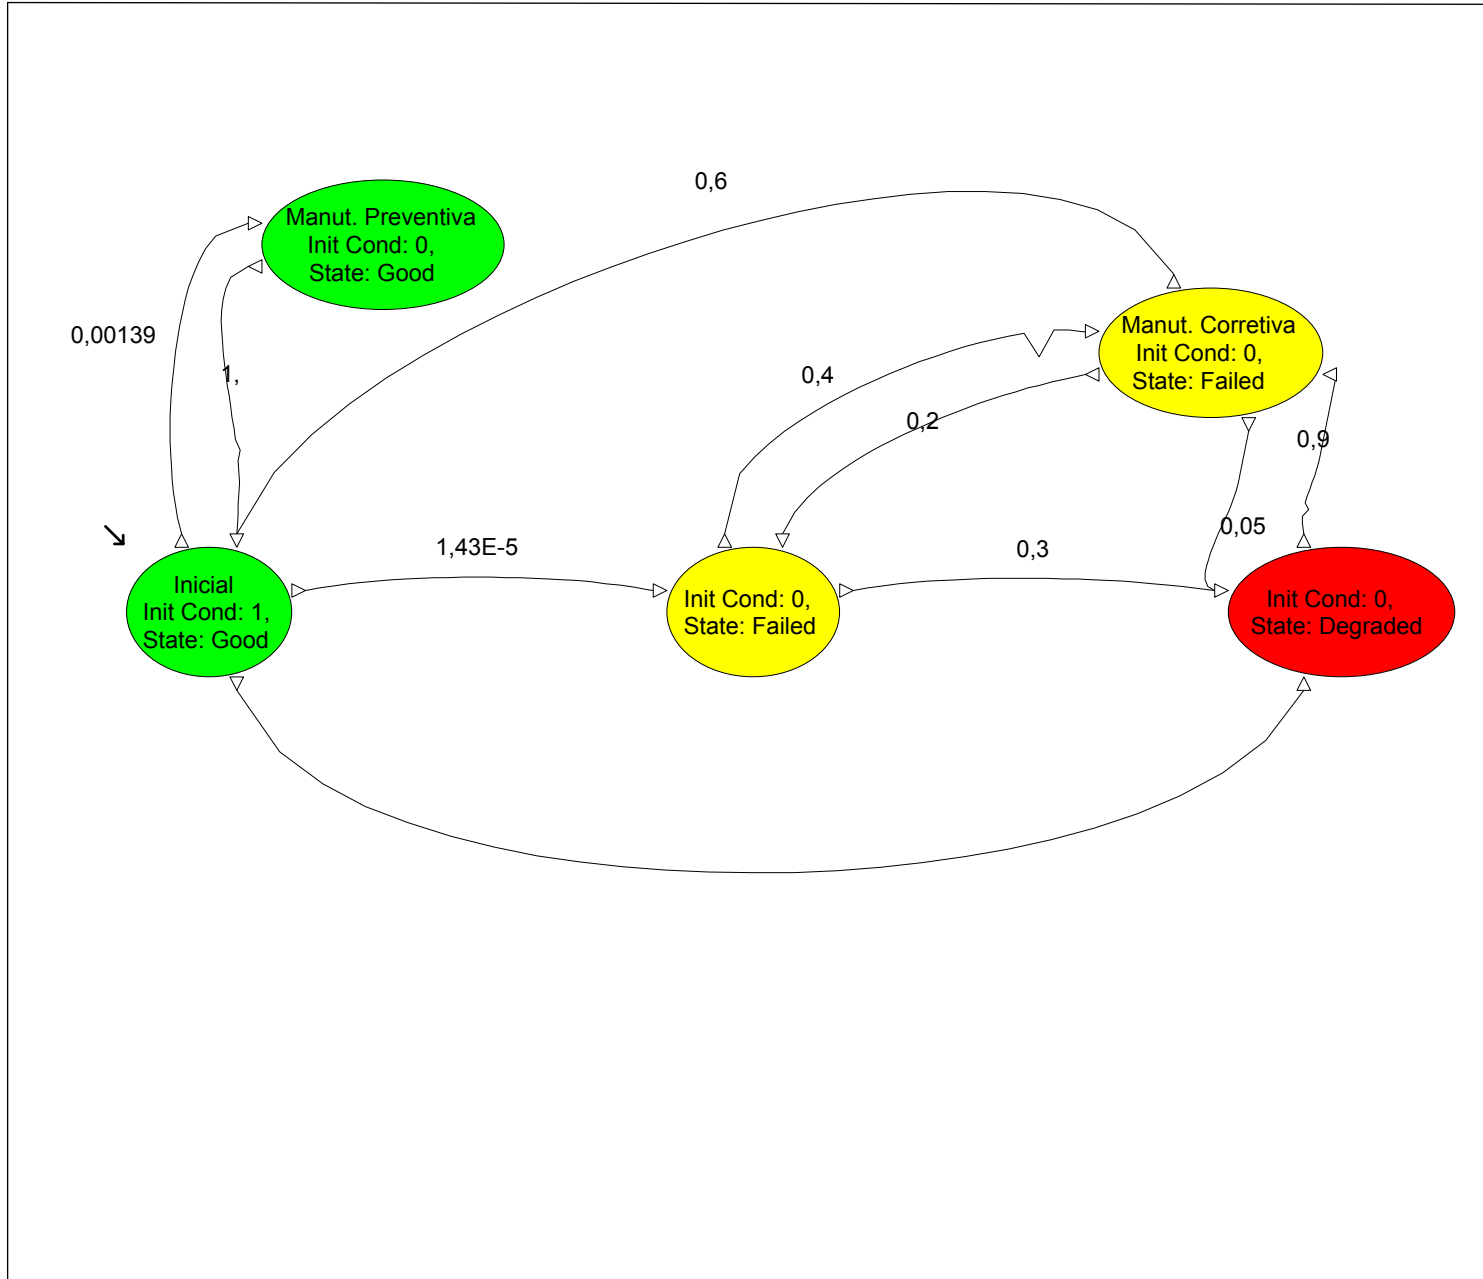 0,6
Manut. Preventiva
Init Cond: 0,
State: Good
0,00139
1,
Manut. Corretiva
Init Cond: 0,
State: Failed
0,4
0,2
0,9
0,05
1,43E-5
0,3
Inicial
Init Cond: 1,
State: Good
Init Cond: 0,
State: Failed
Init Cond: 0,
State: Degraded